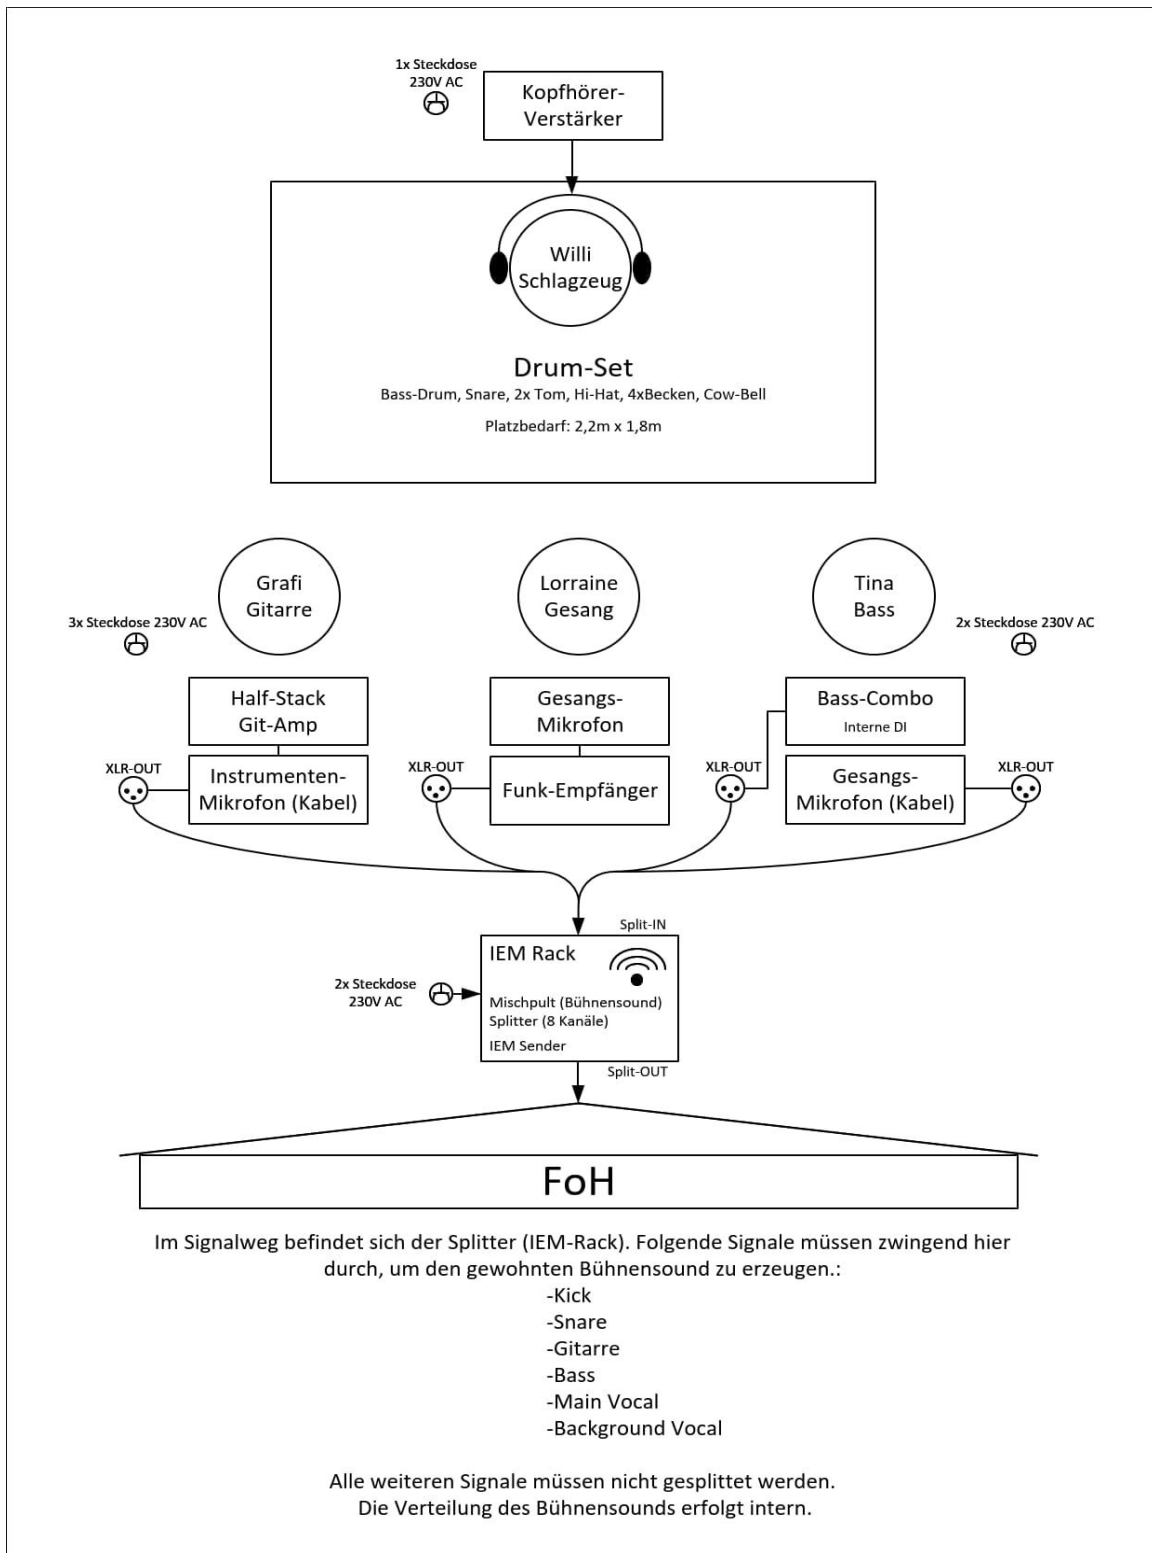 1x Steckdose
230V AC
Kopfhörer-
Verstärker
Willi
Schlagzeug
Drum-Set
Bass-Drum, Snare, 2x Tom, Hi-Hat, 4xBecken, Cow-Bell
Platzbedarf: 2,2m x 1,8m
Grafi
Gitarre
Lorraine
Gesang
Tina
Bass
3x Steckdose 230V AC
2x Steckdose 230V AC
Half-Stack
Git-Amp
Gesangs-
Mikrofon
Bass-Combo
Interne DI
XLR-OUT
Instrumenten-
Mikrofon (Kabel)
XLR-OUT
Funk-Empfänger
XLR-OUT
Gesangs-
Mikrofon (Kabel)
XLR-OUT
Split-IN
IEM Rack
2x Steckdose
230V AC
Mischpult (Bühnensound)
Splitter (8 Kanäle)
IEM Sender
Split-OUT
FoH
Im Signalweg befindet sich der Splitter (IEM-Rack). Folgende Signale müssen zwingend hier
durch, um den gewohnten Bühnensound zu erzeugen.:
-Kick
-Snare
-Gitarre
-Bass
-Main Vocal
-Background Vocal
Alle weiteren Signale müssen nicht gesplittet werden.
Die Verteilung des Bühnensounds erfolgt intern.